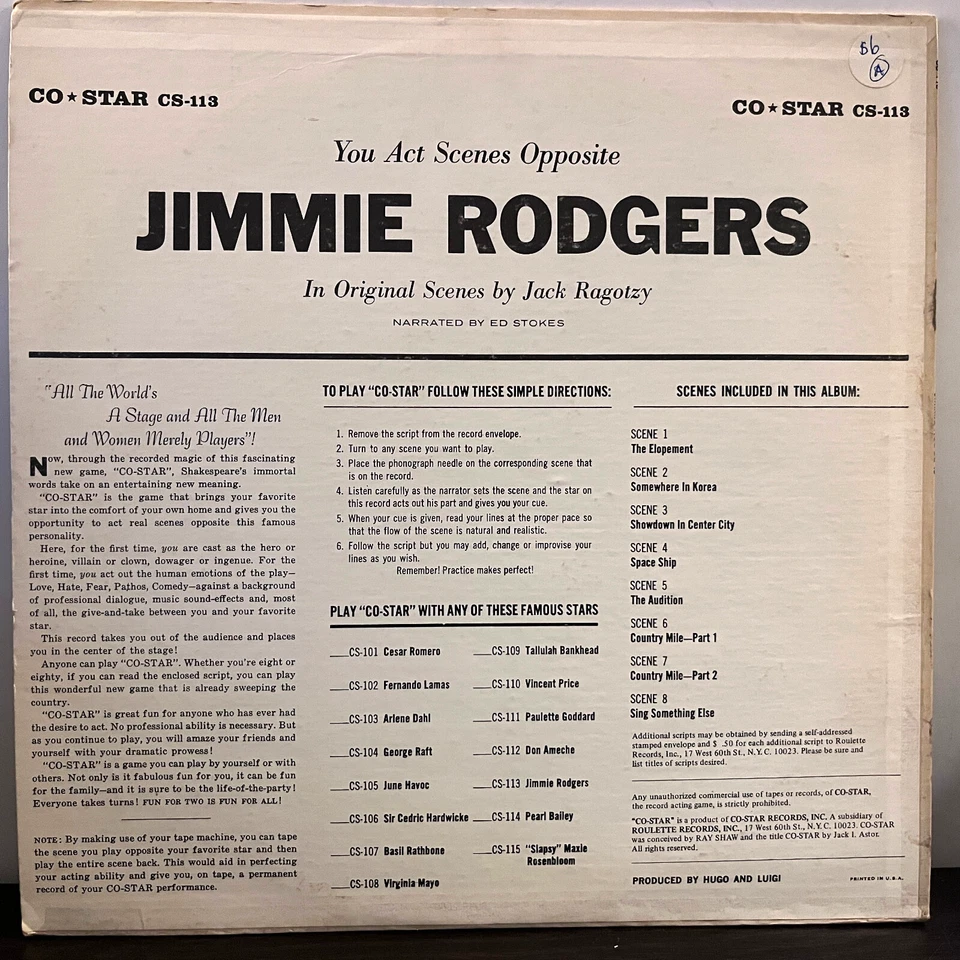 $6
A
CO★STAR CS-113
CO★STAR CS-113
You Act Scenes Opposite
JIMMIE RODGERS
In Original Scenes by Jack Ragotzy
NARRATED BY ED STOKES
"All The World's
A Stage and All The Men
and Women Merely Players"!
Now, through the recorded magic of this fascinating
new game, "CO-STAR", Shakespeare's immortal
words take on an entertaining new meaning.
"CO-STAR" is the game that brings your favorite
star into the comfort of your own home and gives you the
opportunity to act real scenes opposite this famous
personality.
Here, for the first time, you are cast as the hero or
heroine, villain or clown, dowager or ingenue. For the
first time, you act out the human emotions of the play—
Love, Hate, Fear, Pathos, Comedy—against a background
of professional dialogue, music sound-effects and, most
of all, the give-and-take between you and your favorite
star.
This record takes you out of the audience and places
you in the center of the stage!
Anyone can play "CO-STAR". Whether you're eight or
eighty, if you can read the enclosed script, you can play
this wonderful new game that is already sweeping the
country.
"CO-STAR" is great fun for anyone who has ever had
the desire to act. No professional ability is necessary. But
as you continue to play, you will amaze your friends and
yourself with your dramatic prowess!
"CO-STAR" is a game you can play by yourself or with
others. Not only is it fabulous fun for you, it can be fun
for the family—and it is sure to be the life-of-the-party!
Everyone takes turns! FUN FOR TWO IS FUN FOR ALL!
NOTE: By making use of your tape machine, you can tape
the scene you play opposite your favorite star and then
play the entire scene back. This would aid in perfecting
your acting ability and give you, on tape, a permanent
record of your CO-STAR performance.
TO PLAY "CO-STAR" FOLLOW THESE SIMPLE DIRECTIONS:
1. Remove the script from the record envelope.
2. Turn to any scene you want to play.
3. Place the phonograph needle on the corresponding scene that
is on the record.
4. Listen carefully as the narrator sets the scene and the star on
this record acts out his part and gives you your cue.
5. When your cue is given, read your lines at the proper pace so
that the flow of the scene is natural and realistic.
6. Follow the script but you may add, change or improvise your
lines as you wish.
Remember! Practice makes perfect!
PLAY "CO-STAR" WITH ANY OF THESE FAMOUS STARS
___CS-101 Cesar Romero
___CS-102 Fernando Lamas
___CS-103 Arlene Dahl
___CS-104 George Raft
___CS-105 June Havoc
___CS-106 Sir Cedric Hardwicke
___CS-107 Basil Rathbone
___CS-108 Virginia Mayo
___CS-109 Tallulah Bankhead
___CS-110 Vincent Price
___CS-111 Paulette Goddard
___CS-112 Don Ameche
___CS-113 Jimmie Rodgers
___CS-114 Pearl Bailey
___CS-115 "Slapsy" Maxie
Rosenbloom
SCENES INCLUDED IN THIS ALBUM:
SCENE 1
The Elopement
SCENE 2
Somewhere In Korea
SCENE 3
Showdown In Center City
SCENE 4
Space Ship
SCENE 5
The Audition
SCENE 6
Country Mile—Part 1
SCENE 7
Country Mile—Part 2
SCENE 8
Sing Something Else
Additional scripts may be obtained by sending a self-addressed
stamped envelope and $ .50 for each additional script to Roulette
Records, Inc., 17 West 60th St., N.Y.C. 10023. Please be sure and
list titles of scripts desired.
Any unauthorized commercial use of tapes or records, of CO-STAR,
the record acting game, is strictly prohibited.
"CO-STAR" is a product of CO-STAR RECORDS, INC. A subsidiary of
ROULETTE RECORDS, INC., 17 West 60th St., N.Y.C. 10023. CO-STAR
was conceived by RAY SHAW and the title CO-STAR by Jack I. Astor.
All rights reserved.
PRODUCED BY HUGO AND LUIGI
PRINTED IN U.S.A.